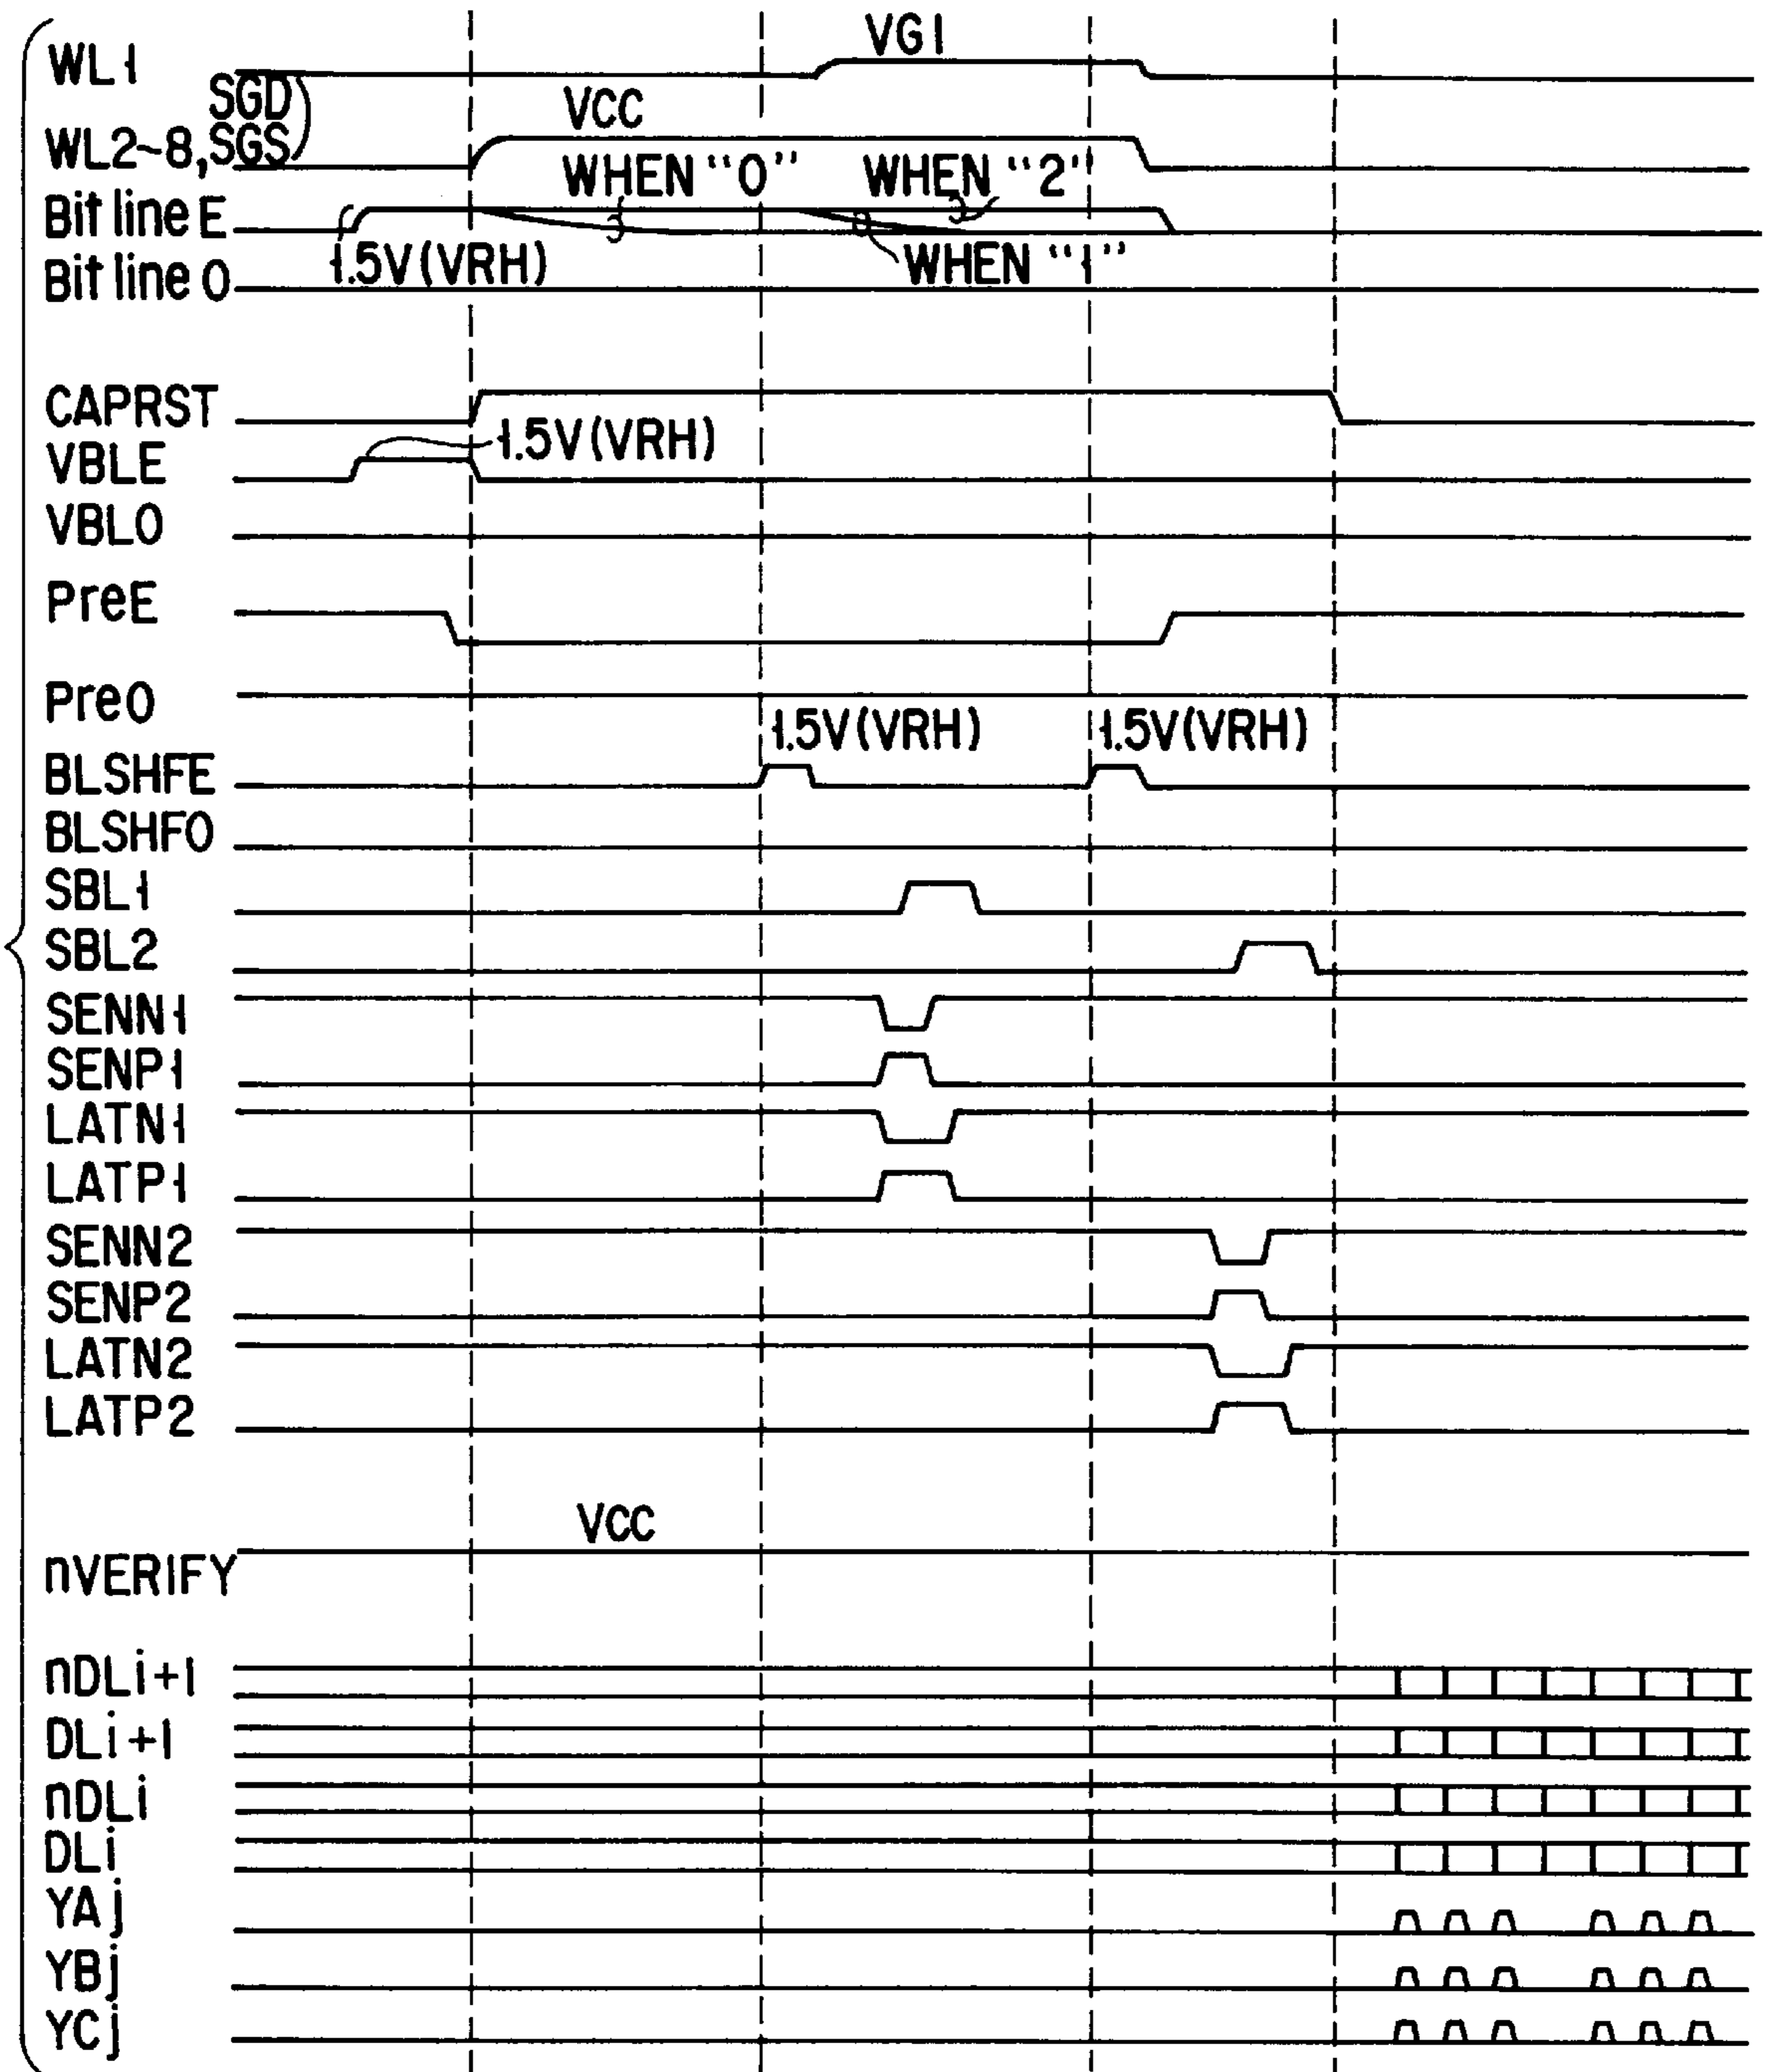 VG1
WL1
SGD
VCC
WL2~8,SGS
WHEN "0" WHEN "2"
Bit line E
1.5V(VRH) WHEN "1"
Bit line O
CAPRST
1.5V(VRH)
VBLE
VBLO
PreE
PreO
1.5V(VRH) 1.5V(VRH)
BLSHFE
BLSHFO
SBL1
SBL2
SENN1
SENP1
LATN1
LATP1
SENN2
SENP2
LATN2
LATP2
VCC
nVERIFY
nDLi+1
DLi+1
nDLi
DLi
YAj
YBj
YCj